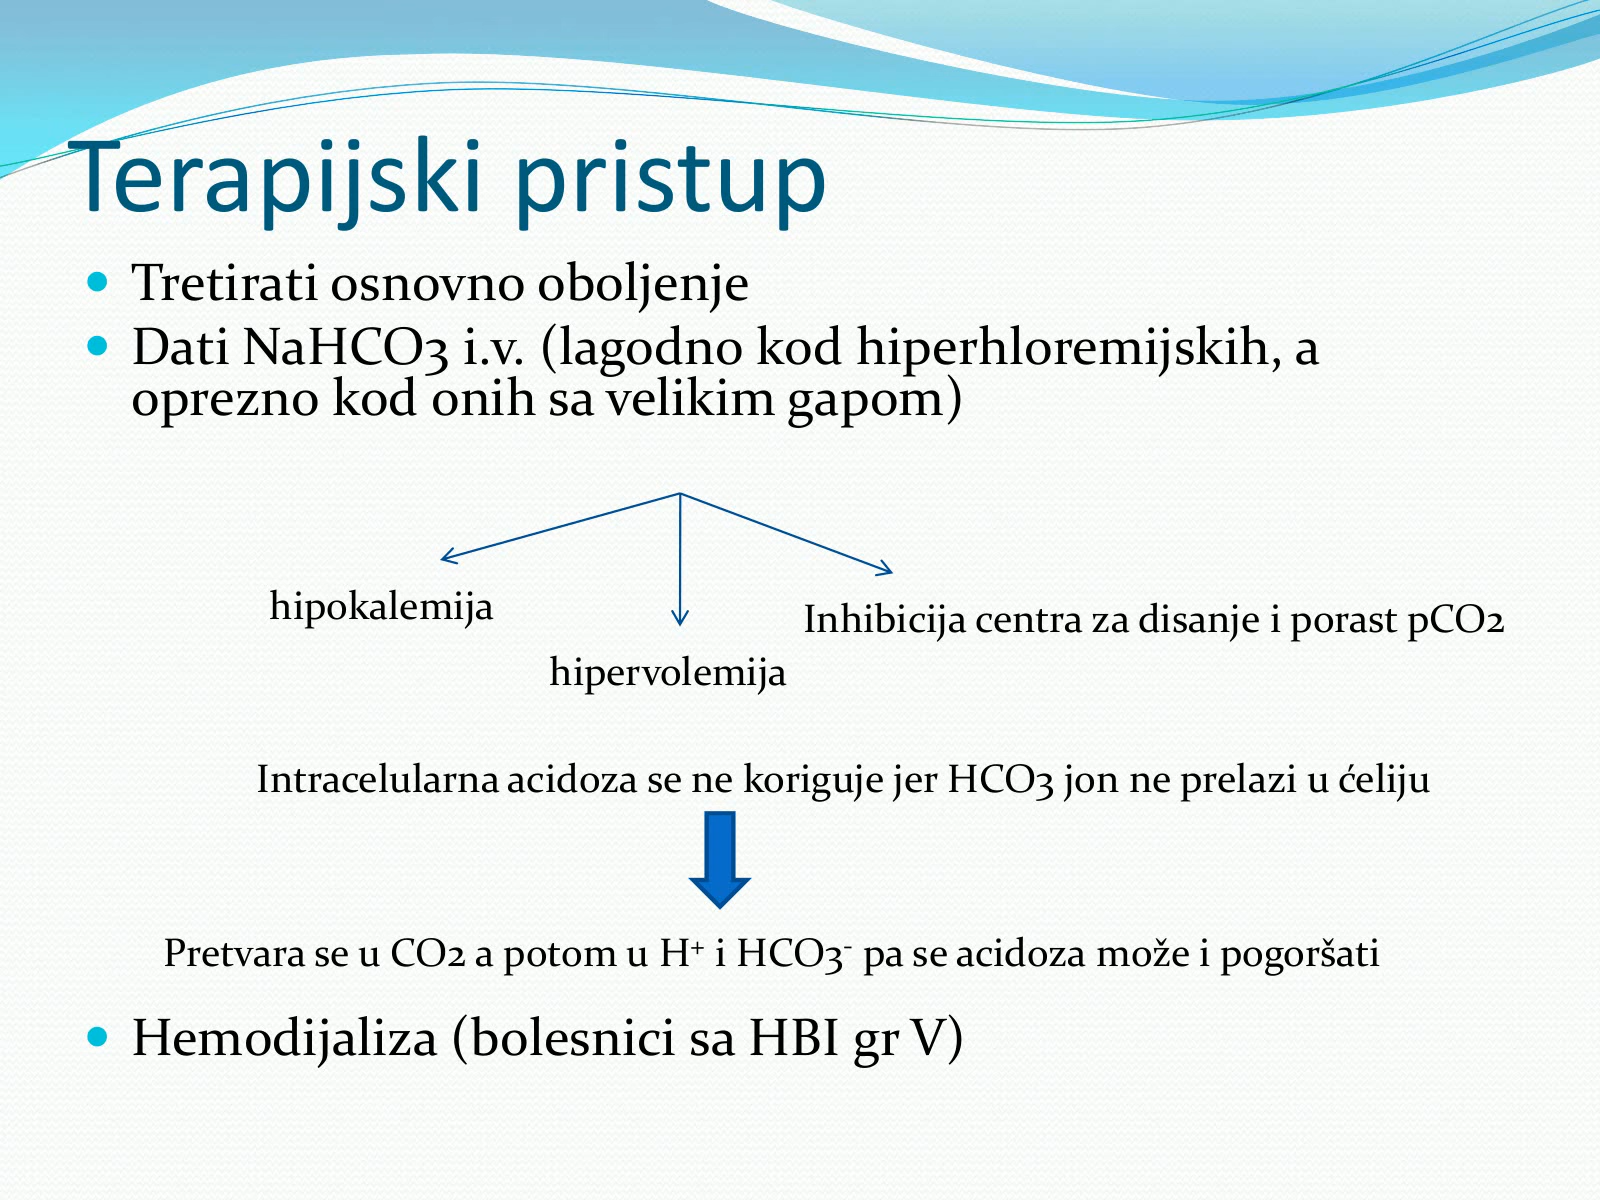 Terapijski pristup
Tretirati osnovno oboljenje
Dati NaHCO3 i.v. (lagodno kod hiperhloremijskih, a
oprezno kod onih sa velikim gapom)
hipokalemija
Inhibicija centra za disanje i porast pCO2
hipervolemija
Intracelularna acidoza se ne koriguje jer HCO3 jon ne prelazi u ćeliju
Pretvara se u CO2 a potom u H⁺ i HCO3⁻ pa se acidoza može i pogoršati
Hemodijaliza (bolesnici sa HBI gr V)